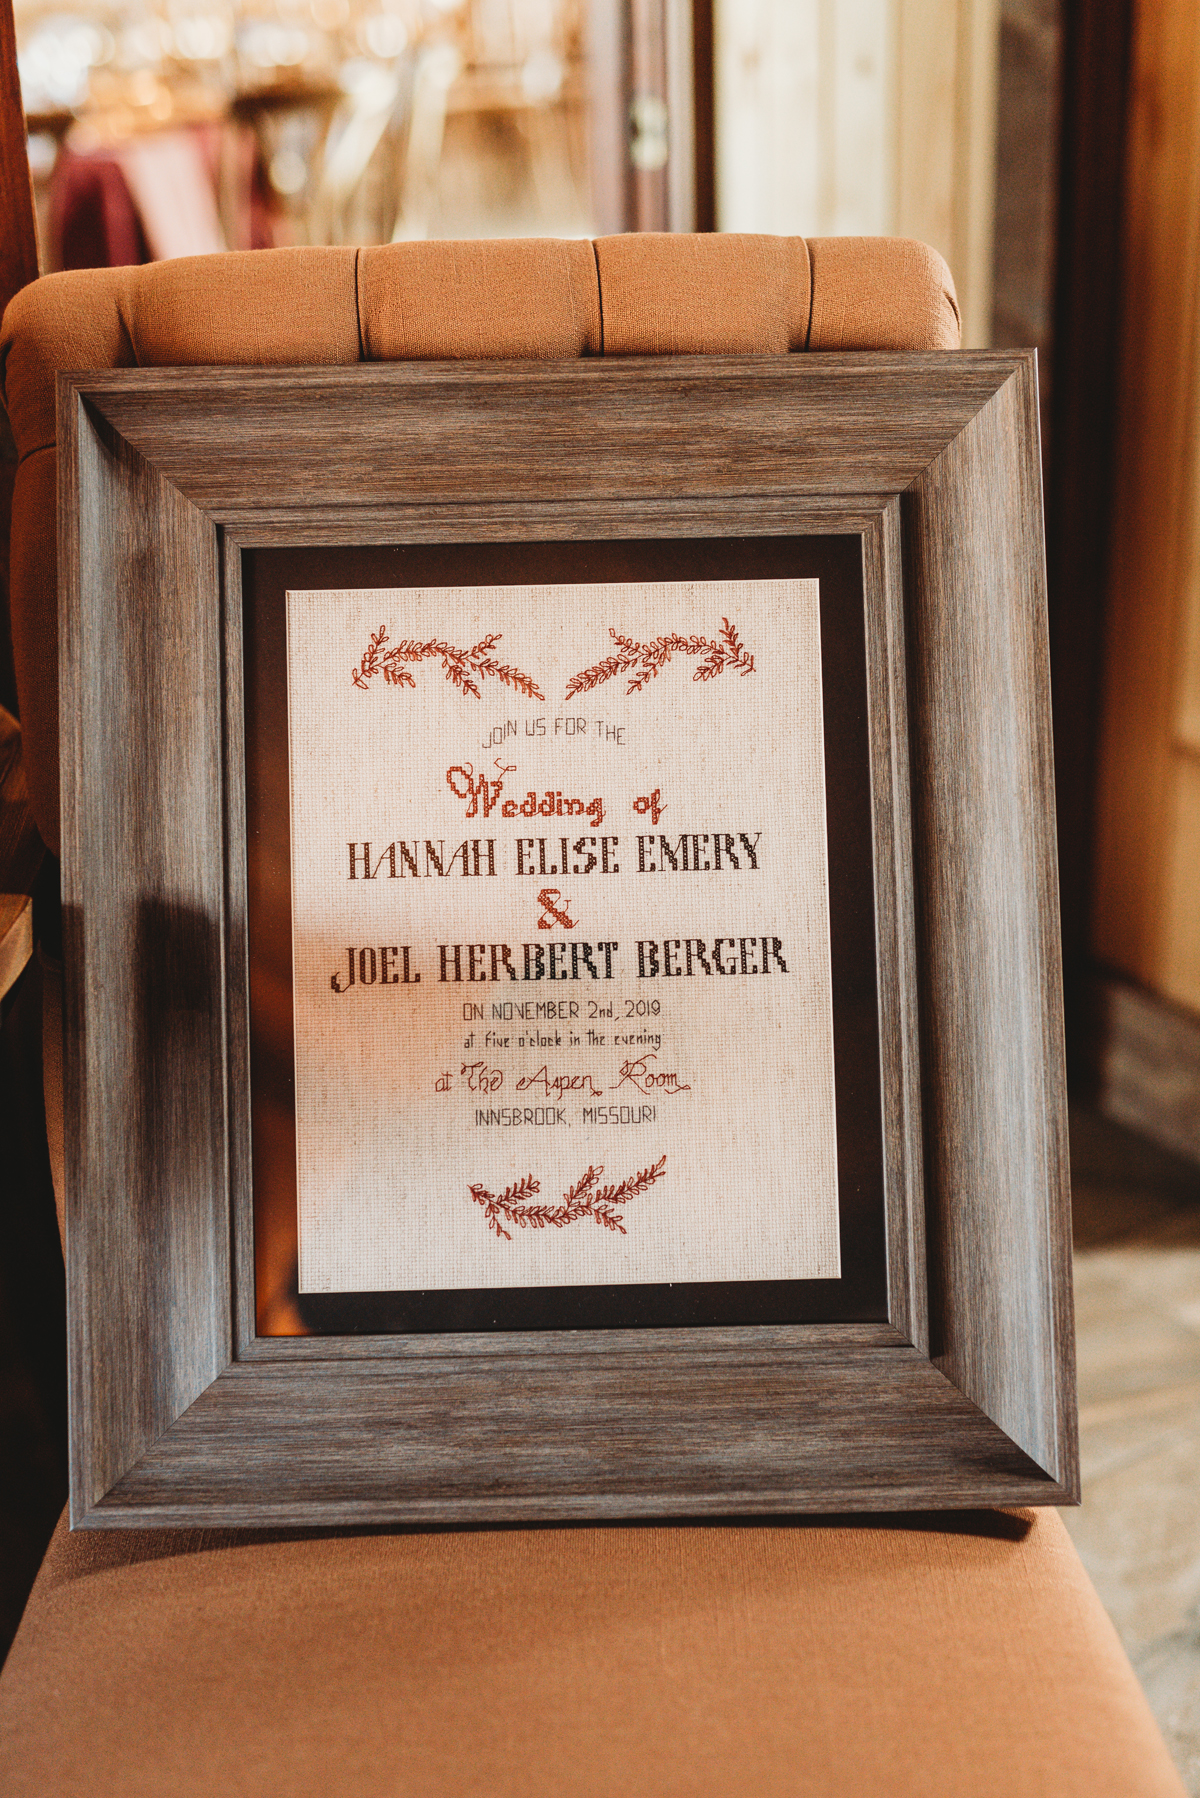 JOIN US FOR THE
Wedding of
HANNAH ELISE EMERY
&
JOEL HERBERT BERGER
ON NOVEMBER 2nd, 2019
at five o'clock in the evening
at The Aspen Room
INNSBROOK, MISSOURI